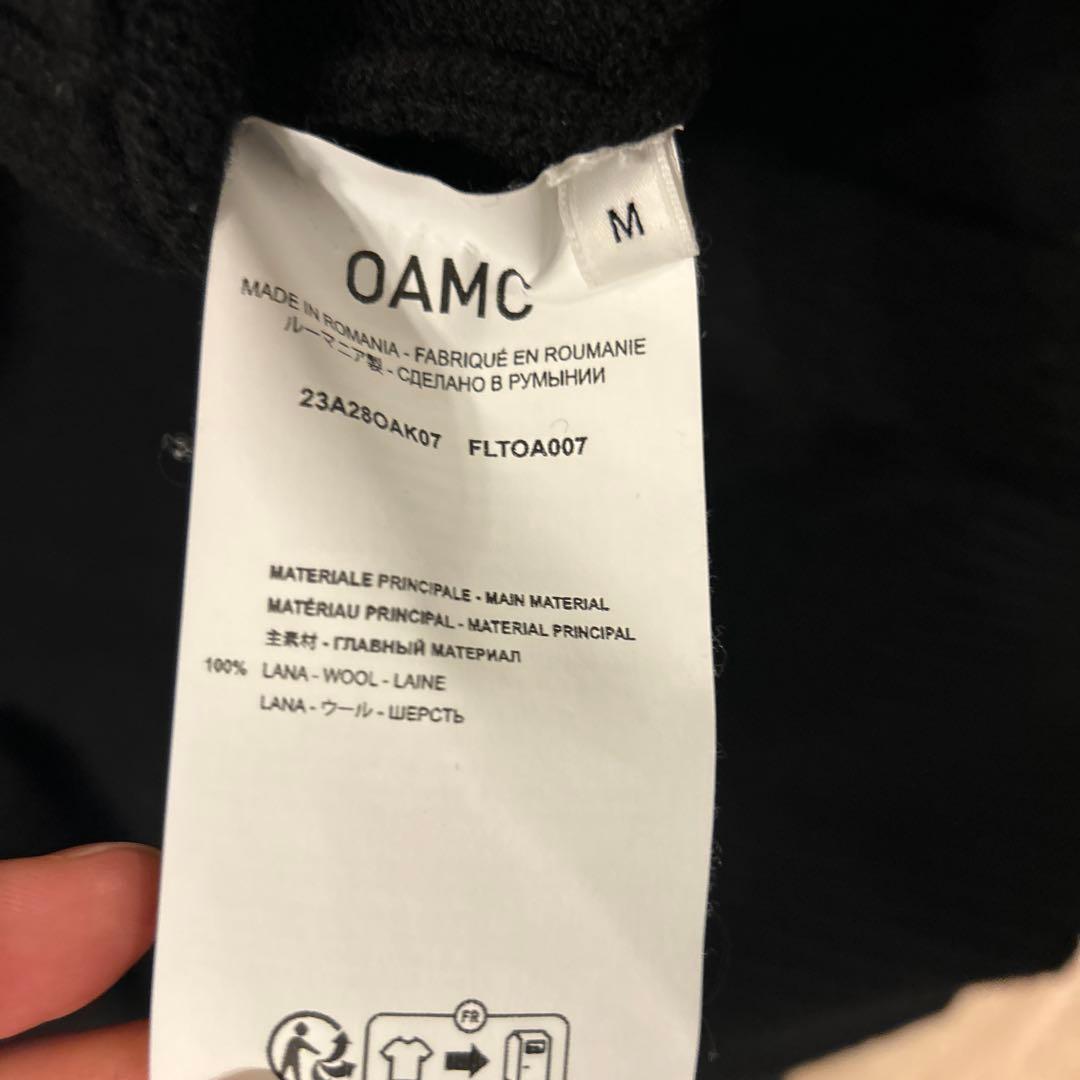 M
OAMC
MADE IN ROMANIA - FABRIQUÉ EN ROUMANIE
ルーマニア製 - СДЕЛАНО В РУМЫНИИ
23A28OAK07 FLTOA007
MATERIALE PRINCIPALE - MAIN MATERIAL
MATÉRIAU PRINCIPAL - MATERIAL PRINCIPAL
主素材 - ГЛАВНЫЙ МАТЕРИАЛ
100% LANA - WOOL - LAINE
LANA - ウール - ШЕРСТЬ
FR